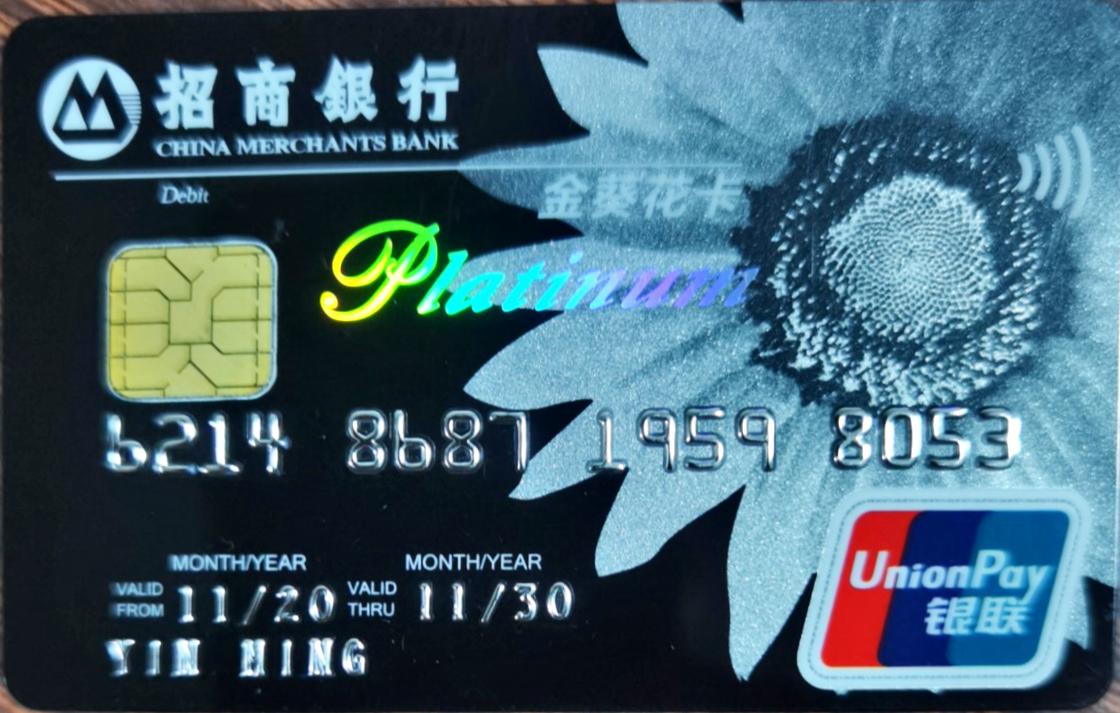 招商銀行
CHINA MERCHANTS BANK
Debit
金葵花卡
Platinum
6214 8687 1959 8053
MONTH/YEAR MONTH/YEAR
VALID FROM 11/20 VALID THRU 11/30
YIN MING
UnionPay
银联